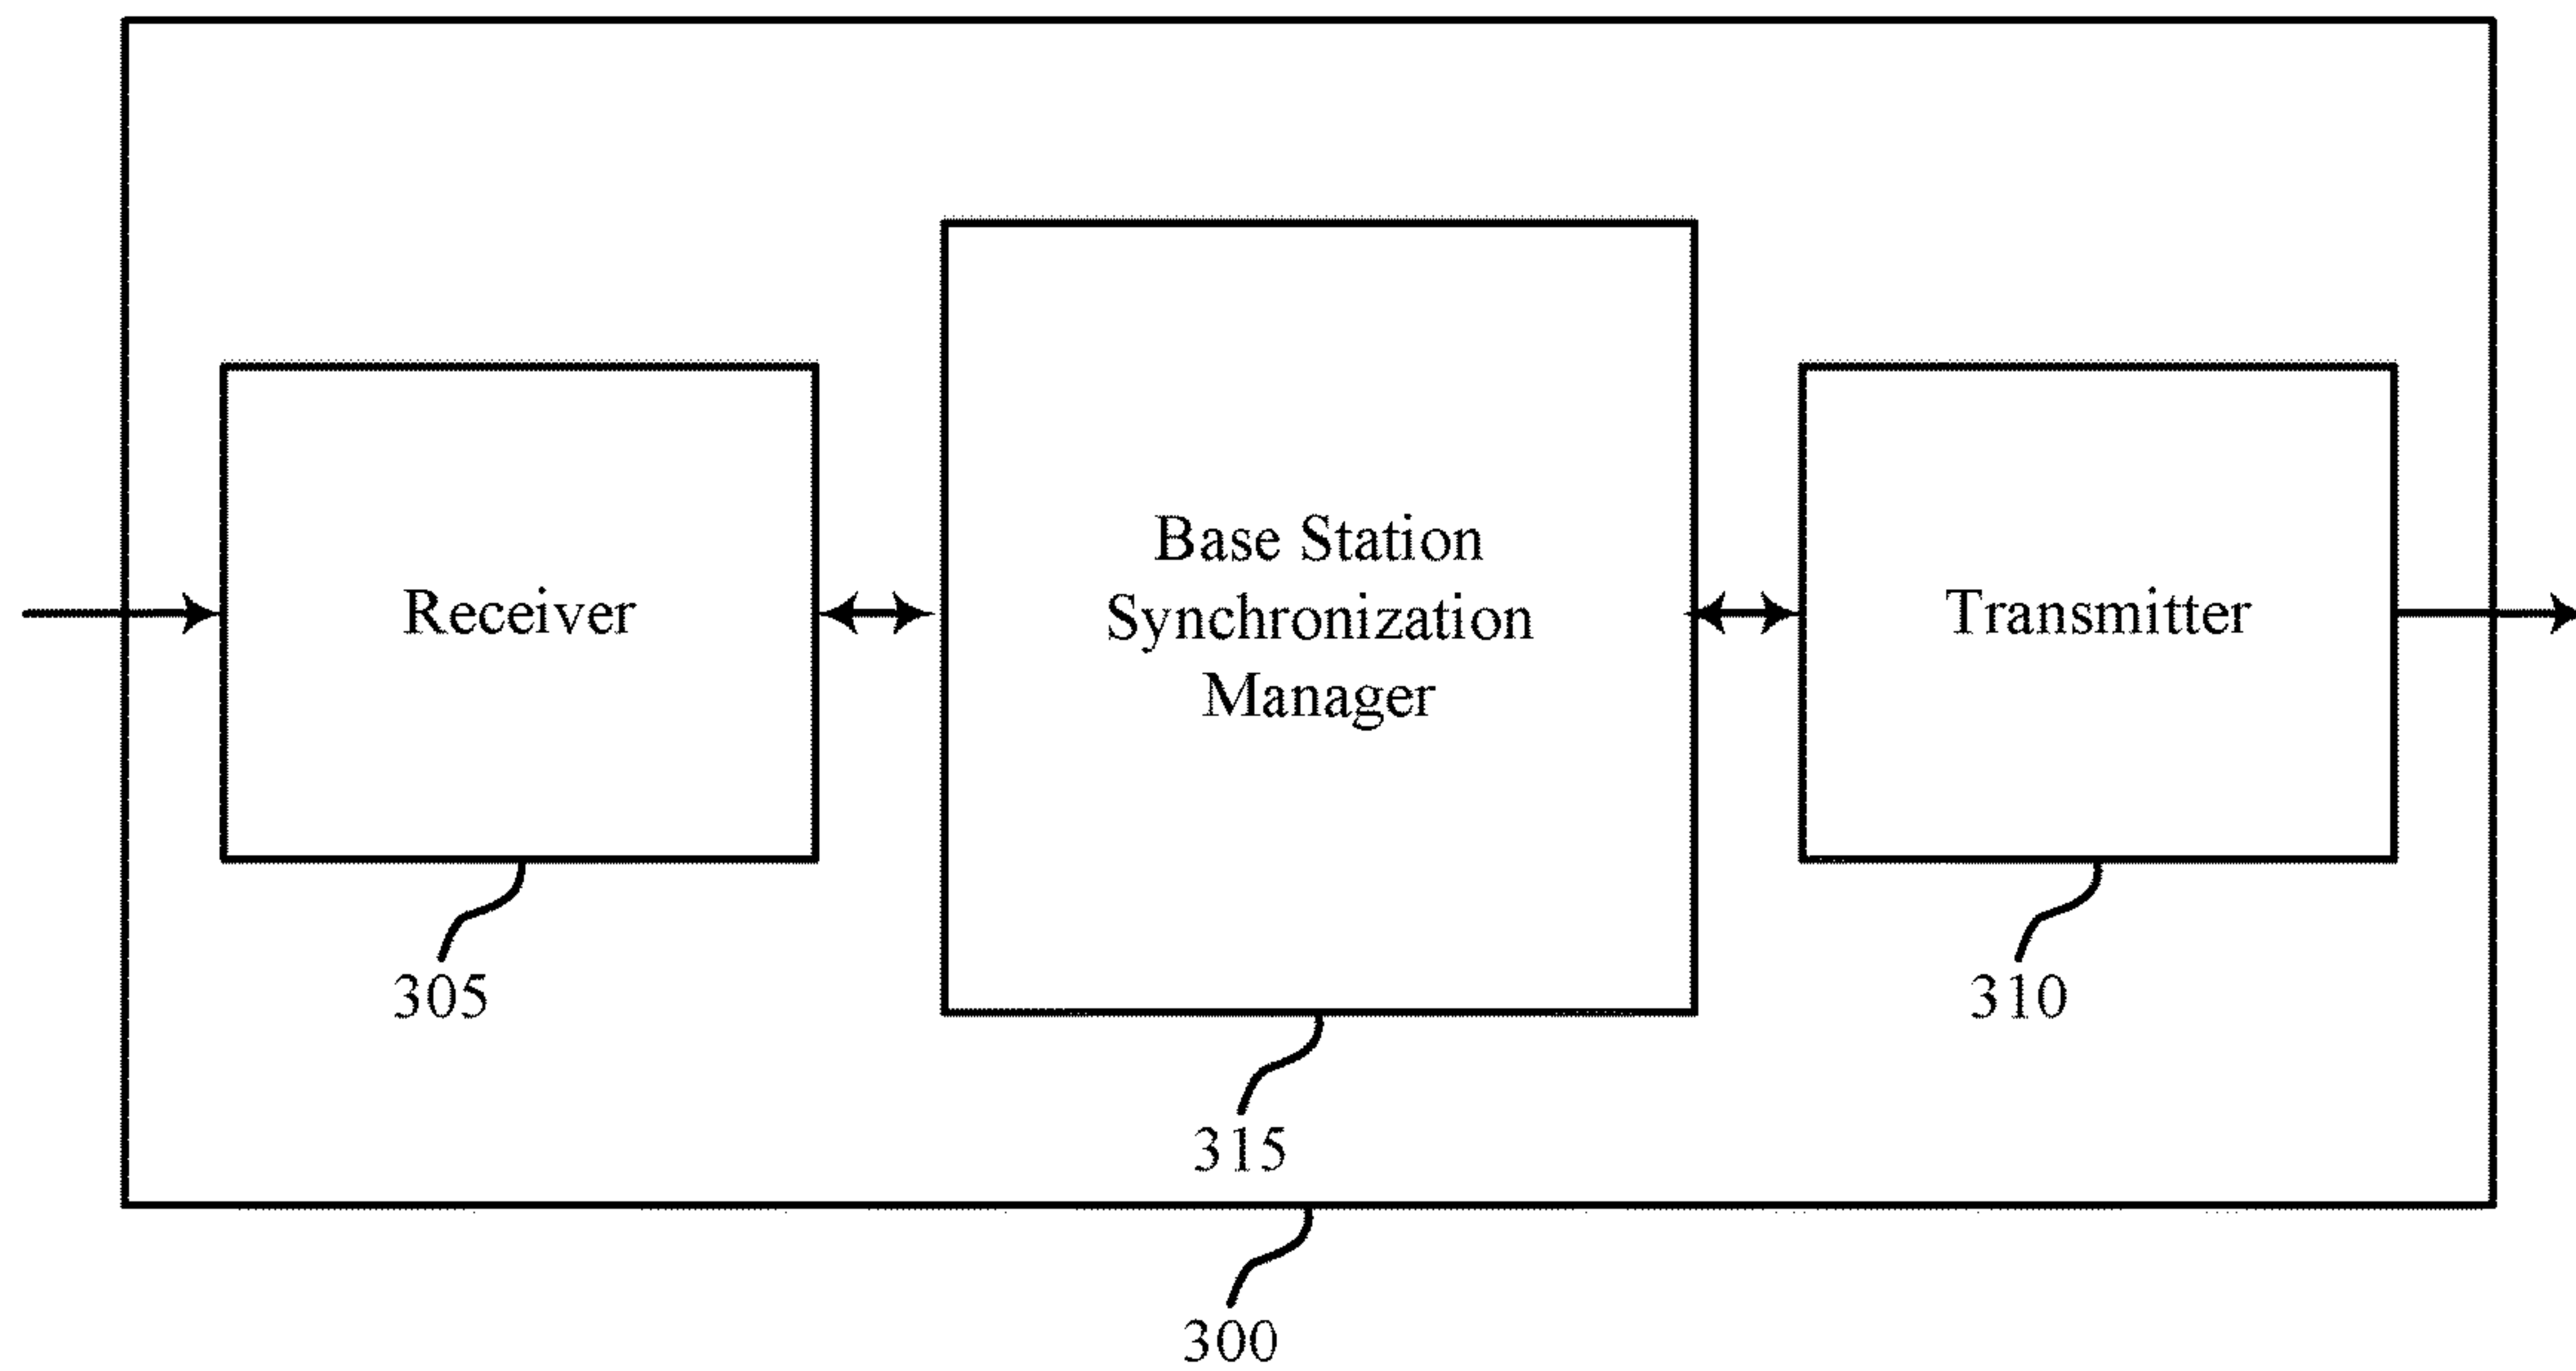 Receiver
Base Station
Synchronization
Manager
Transmitter
305
310
315
300